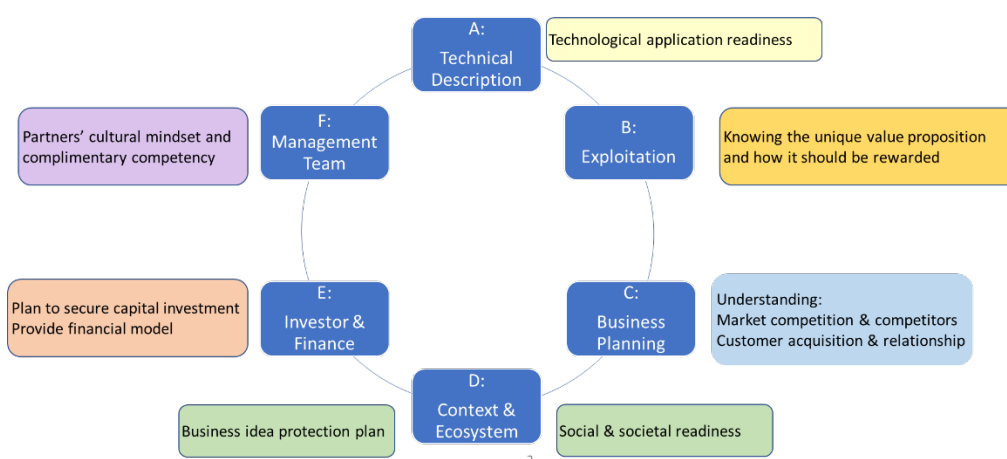 A:
Technical
Description
Technological application readiness
F:
Management
Team
Partners' cultural mindset and
complimentary competency
B:
Exploitation
Knowing the unique value proposition
and how it should be rewarded
E:
Investor &
Finance
Plan to secure capital investment
Provide financial model
C:
Business
Planning
Understanding:
Market competition & competitors
Customer acquisition & relationship
D:
Context &
Ecosystem
Business idea protection plan
Social & societal readiness